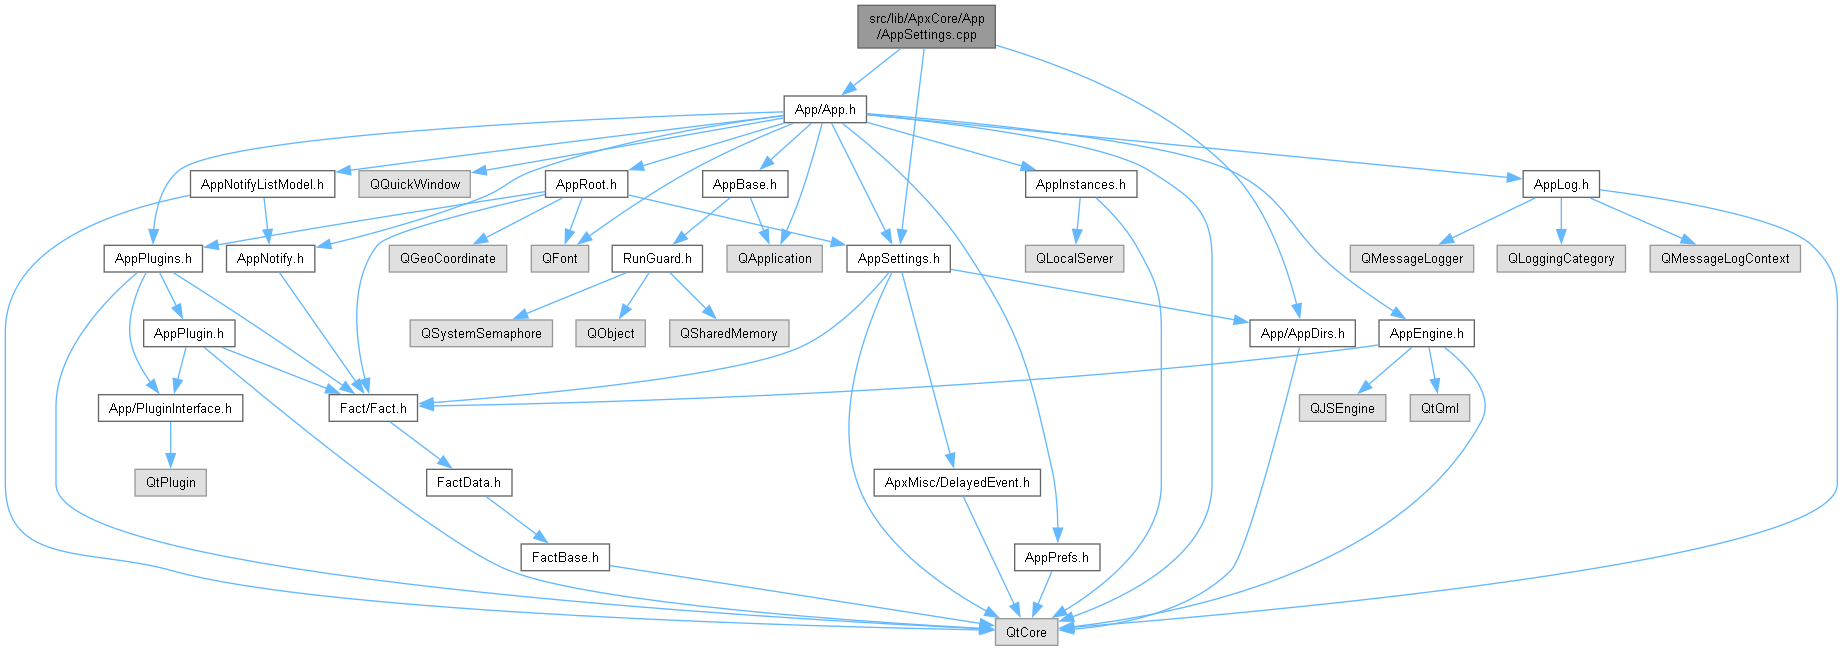 src/lib/ApxCore/App
/AppSettings.cpp
App/App.h
AppNotifyListModel.h
QQuickWindow
AppRoot.h
AppBase.h
AppInstances.h
AppLog.h
AppPlugins.h
AppNotify.h
QGeoCoordinate
QFont
RunGuard.h
QApplication
AppSettings.h
QLocalServer
QMessageLogger
QLoggingCategory
QMessageLogContext
AppPlugin.h
QSystemSemaphore
QObject
QSharedMemory
App/AppDirs.h
AppEngine.h
App/PluginInterface.h
Fact/Fact.h
QJSEngine
QtQml
QtPlugin
FactData.h
ApxMisc/DelayedEvent.h
FactBase.h
AppPrefs.h
QtCore